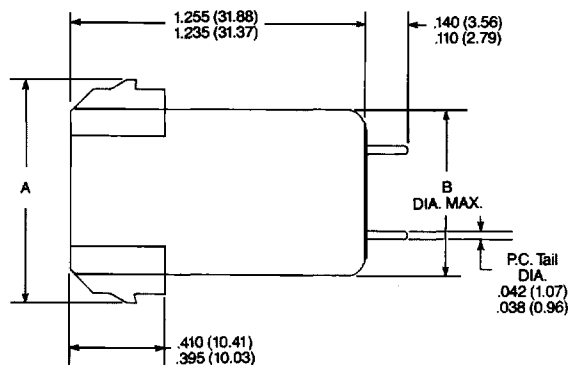 1.255 (31.88)
1.235 (31.37)
.140 (3.56)
.110 (2.79)
A
B
DIA. MAX.
P.C. Tail
DIA.
.042 (1.07)
.038 (0.96)
.410 (10.41)
.395 (10.03)